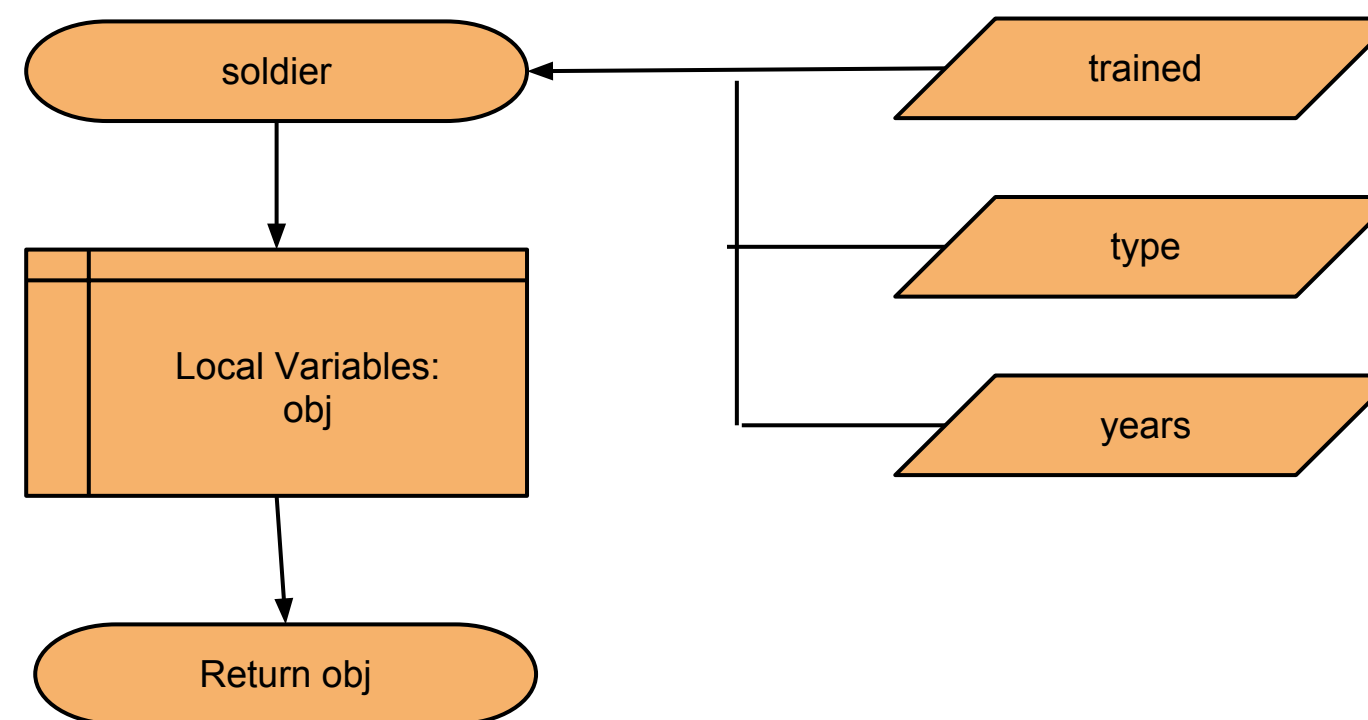 soldier
trained
type
Local Variables:
obj
years
Return obj